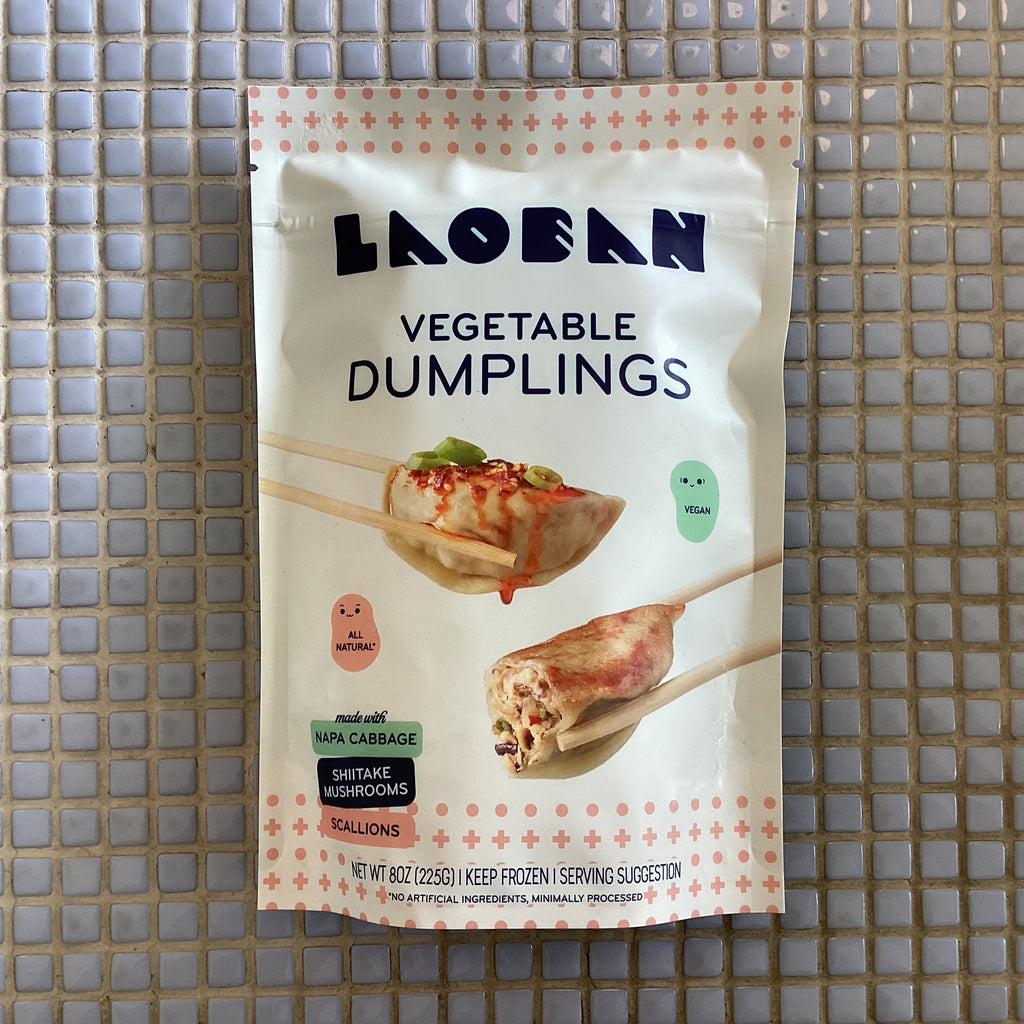 LAOBAN
VEGETABLE
DUMPLINGS
VEGAN
ALL
NATURAL*
made with
NAPA CABBAGE
SHIITAKE
MUSHROOMS
SCALLIONS
NET WT 8OZ (225G) | KEEP FROZEN | SERVING SUGGESTION
*NO ARTIFICIAL INGREDIENTS, MINIMALLY PROCESSED